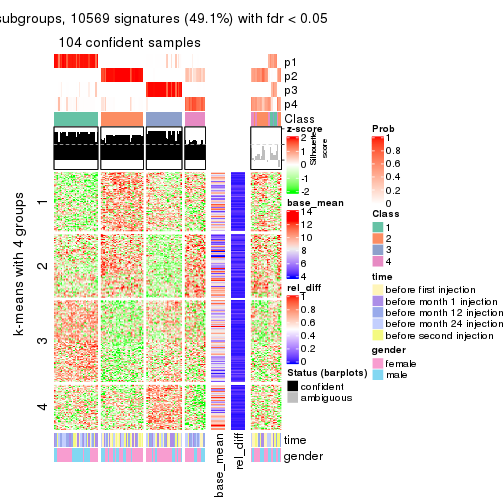 subgroups, 10569 signatures (49.1%) with fdr < 0.05
104 confident samples
p1
p2
p3
p4
Class
Silhouette
score
k-means with 4 groups
1
2
3
4
time
gender
base_mean
rel_diff
z-score
2
1
0
-1
-2
base_mean
14
12
10
8
6
4
rel_diff
1
0.8
0.6
0.4
0.2
0
Status (barplots)
confident
ambiguous
Prob
1
0.8
0.6
0.4
0.2
0
Class
1
2
3
4
time
before first injection
before month 1 injection
before month 12 injection
before month 24 injection
before second injection
gender
female
male